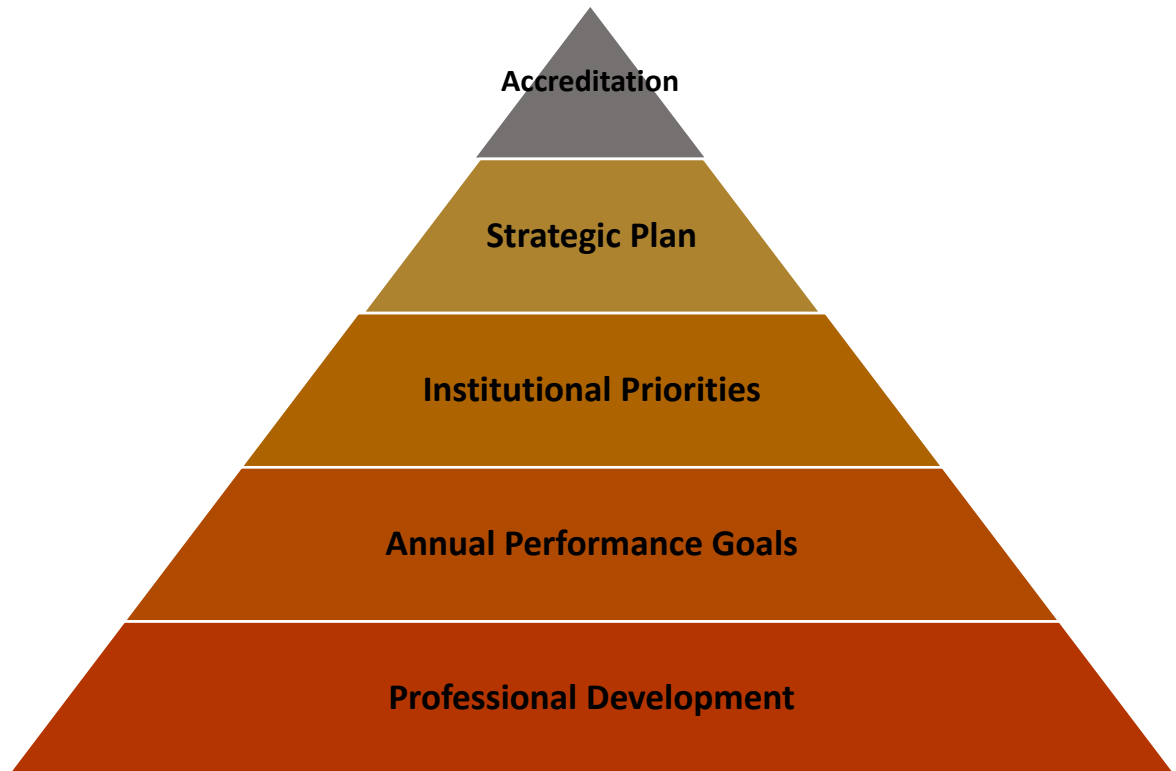 Accreditation
Strategic Plan
Institutional Priorities
Annual Performance Goals
Professional Development